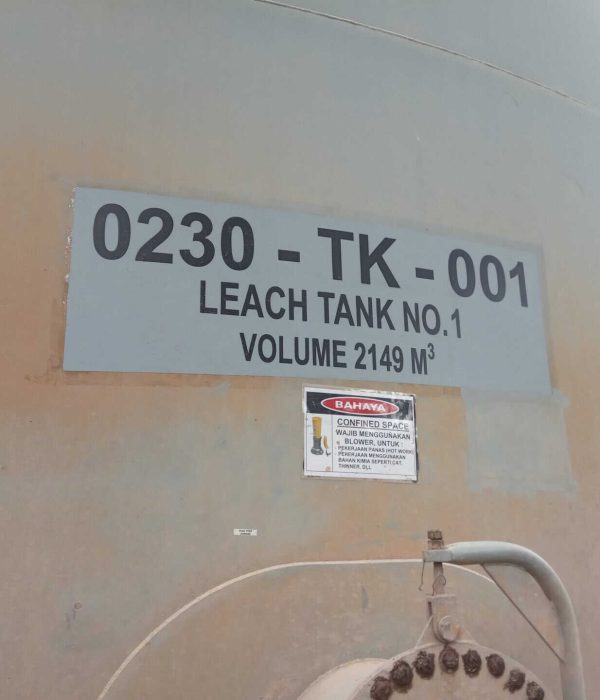 0230 - TK - 001
LEACH TANK NO.1
VOLUME 2149 M³
BAHAYA
CONFINED SPACE
WAJIB MENGGUNAKAN
BLOWER, UNTUK :
PEKERJAAN PANAS (HOT WORK)
PEKERJAAN MENGGUNAKAN
BAHAN KIMIA SEPERTI CAT,
THINNER, DLL